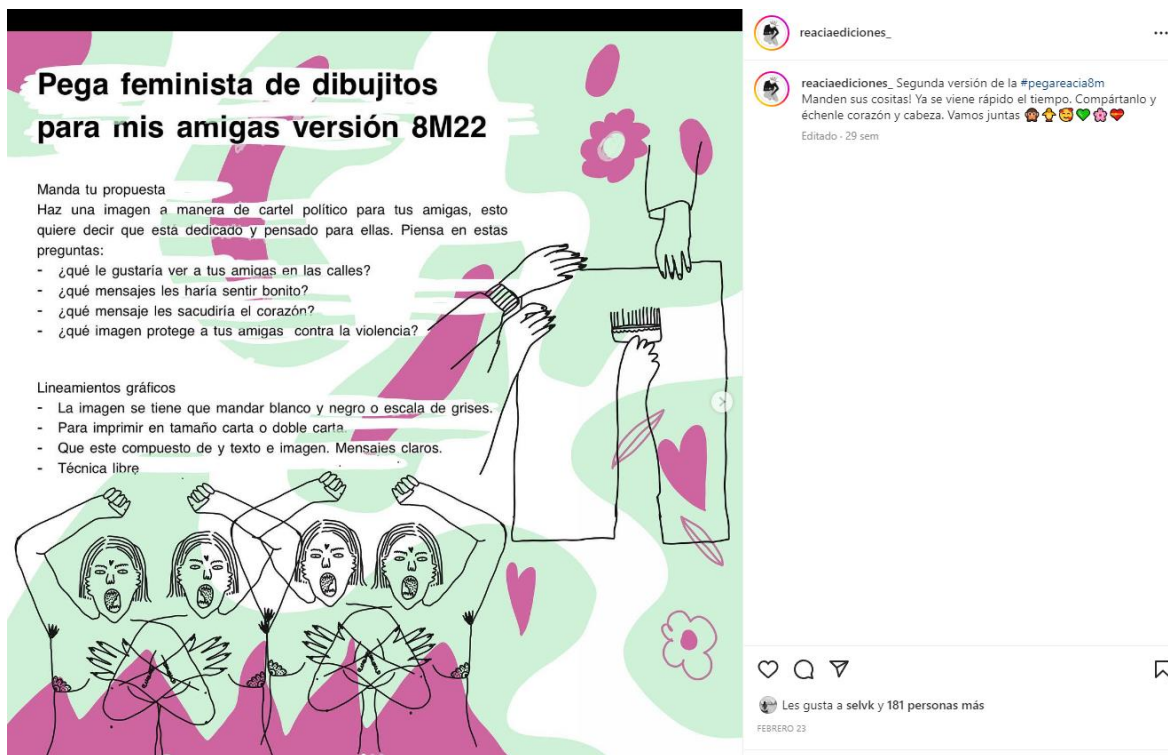 Pega feminista de dibujitos
para mis amigas versión 8M22
Manda tu propuesta
Haz una imagen a manera de cartel político para tus amigas, esto
quiere decir que está dedicado y pensado para ellas. Piensa en estas
preguntas:
- ¿qué le gustaría ver a tus amigas en las calles?
- ¿qué mensajes les haría sentir bonito?
- ¿qué mensaje les sacudiría el corazón?
- ¿qué imagen protege a tus amigas contra la violencia?
Lineamientos gráficos
- La imagen se tiene que mandar blanco y negro o escala de grises.
- Para imprimir en tamaño carta o doble carta.
- Que este compuesto de y texto e imagen. Mensajes claros.
- Técnica libre
reaciaediciones_
reaciaediciones_ Segunda versión de la #pegareacia8m
Manden sus cositas! Ya se viene rápido el tiempo. Compártanlo y
échenle corazón y cabeza. Vamos juntas 🙊🐥🥰💚🌸❤️
Editado · 29 sem
Les gusta a selvk y 181 personas más
FEBRERO 23